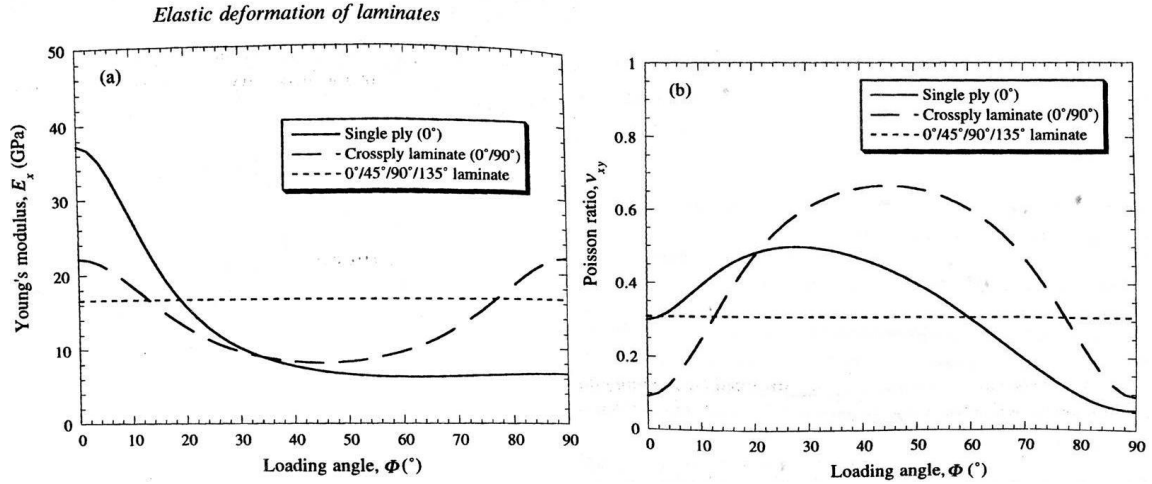 Elastic deformation of laminates
(a)
Single ply (0°)
Crossply laminate (0°/90°)
0°/45°/90°/135° laminate
Young's modulus, Eₓ (GPa)
50
40
30
20
10
0
0 10 20 30 40 50 60 70 80 90
Loading angle, Φ (°)
(b)
Single ply (0°)
Crossply laminate (0°/90°)
0°/45°/90°/135° laminate
Poisson ratio, ν_xy
1
0.8
0.6
0.4
0.2
0
0 10 20 30 40 50 60 70 80 90
Loading angle, Φ (°)